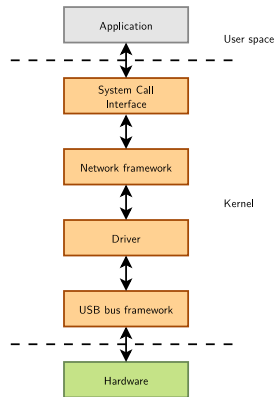 Application
User space
System Call
Interface
Network framework
Kernel
Driver
USB bus framework
Hardware